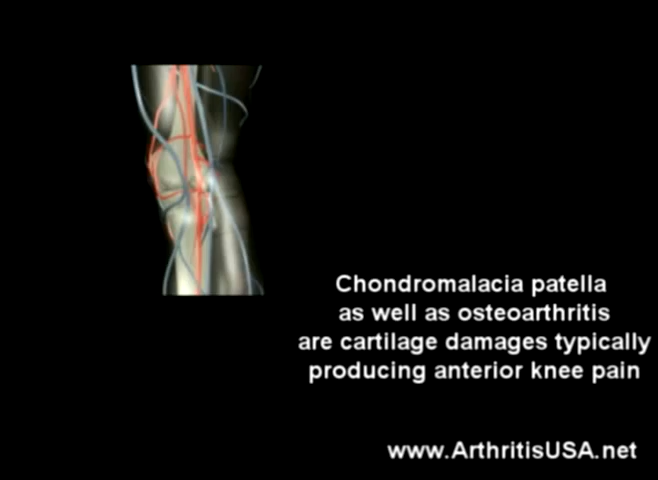 Chondromalacia patella
as well as osteoarthritis
are cartilage damages typically
producing anterior knee pain
www.ArthritisUSA.net